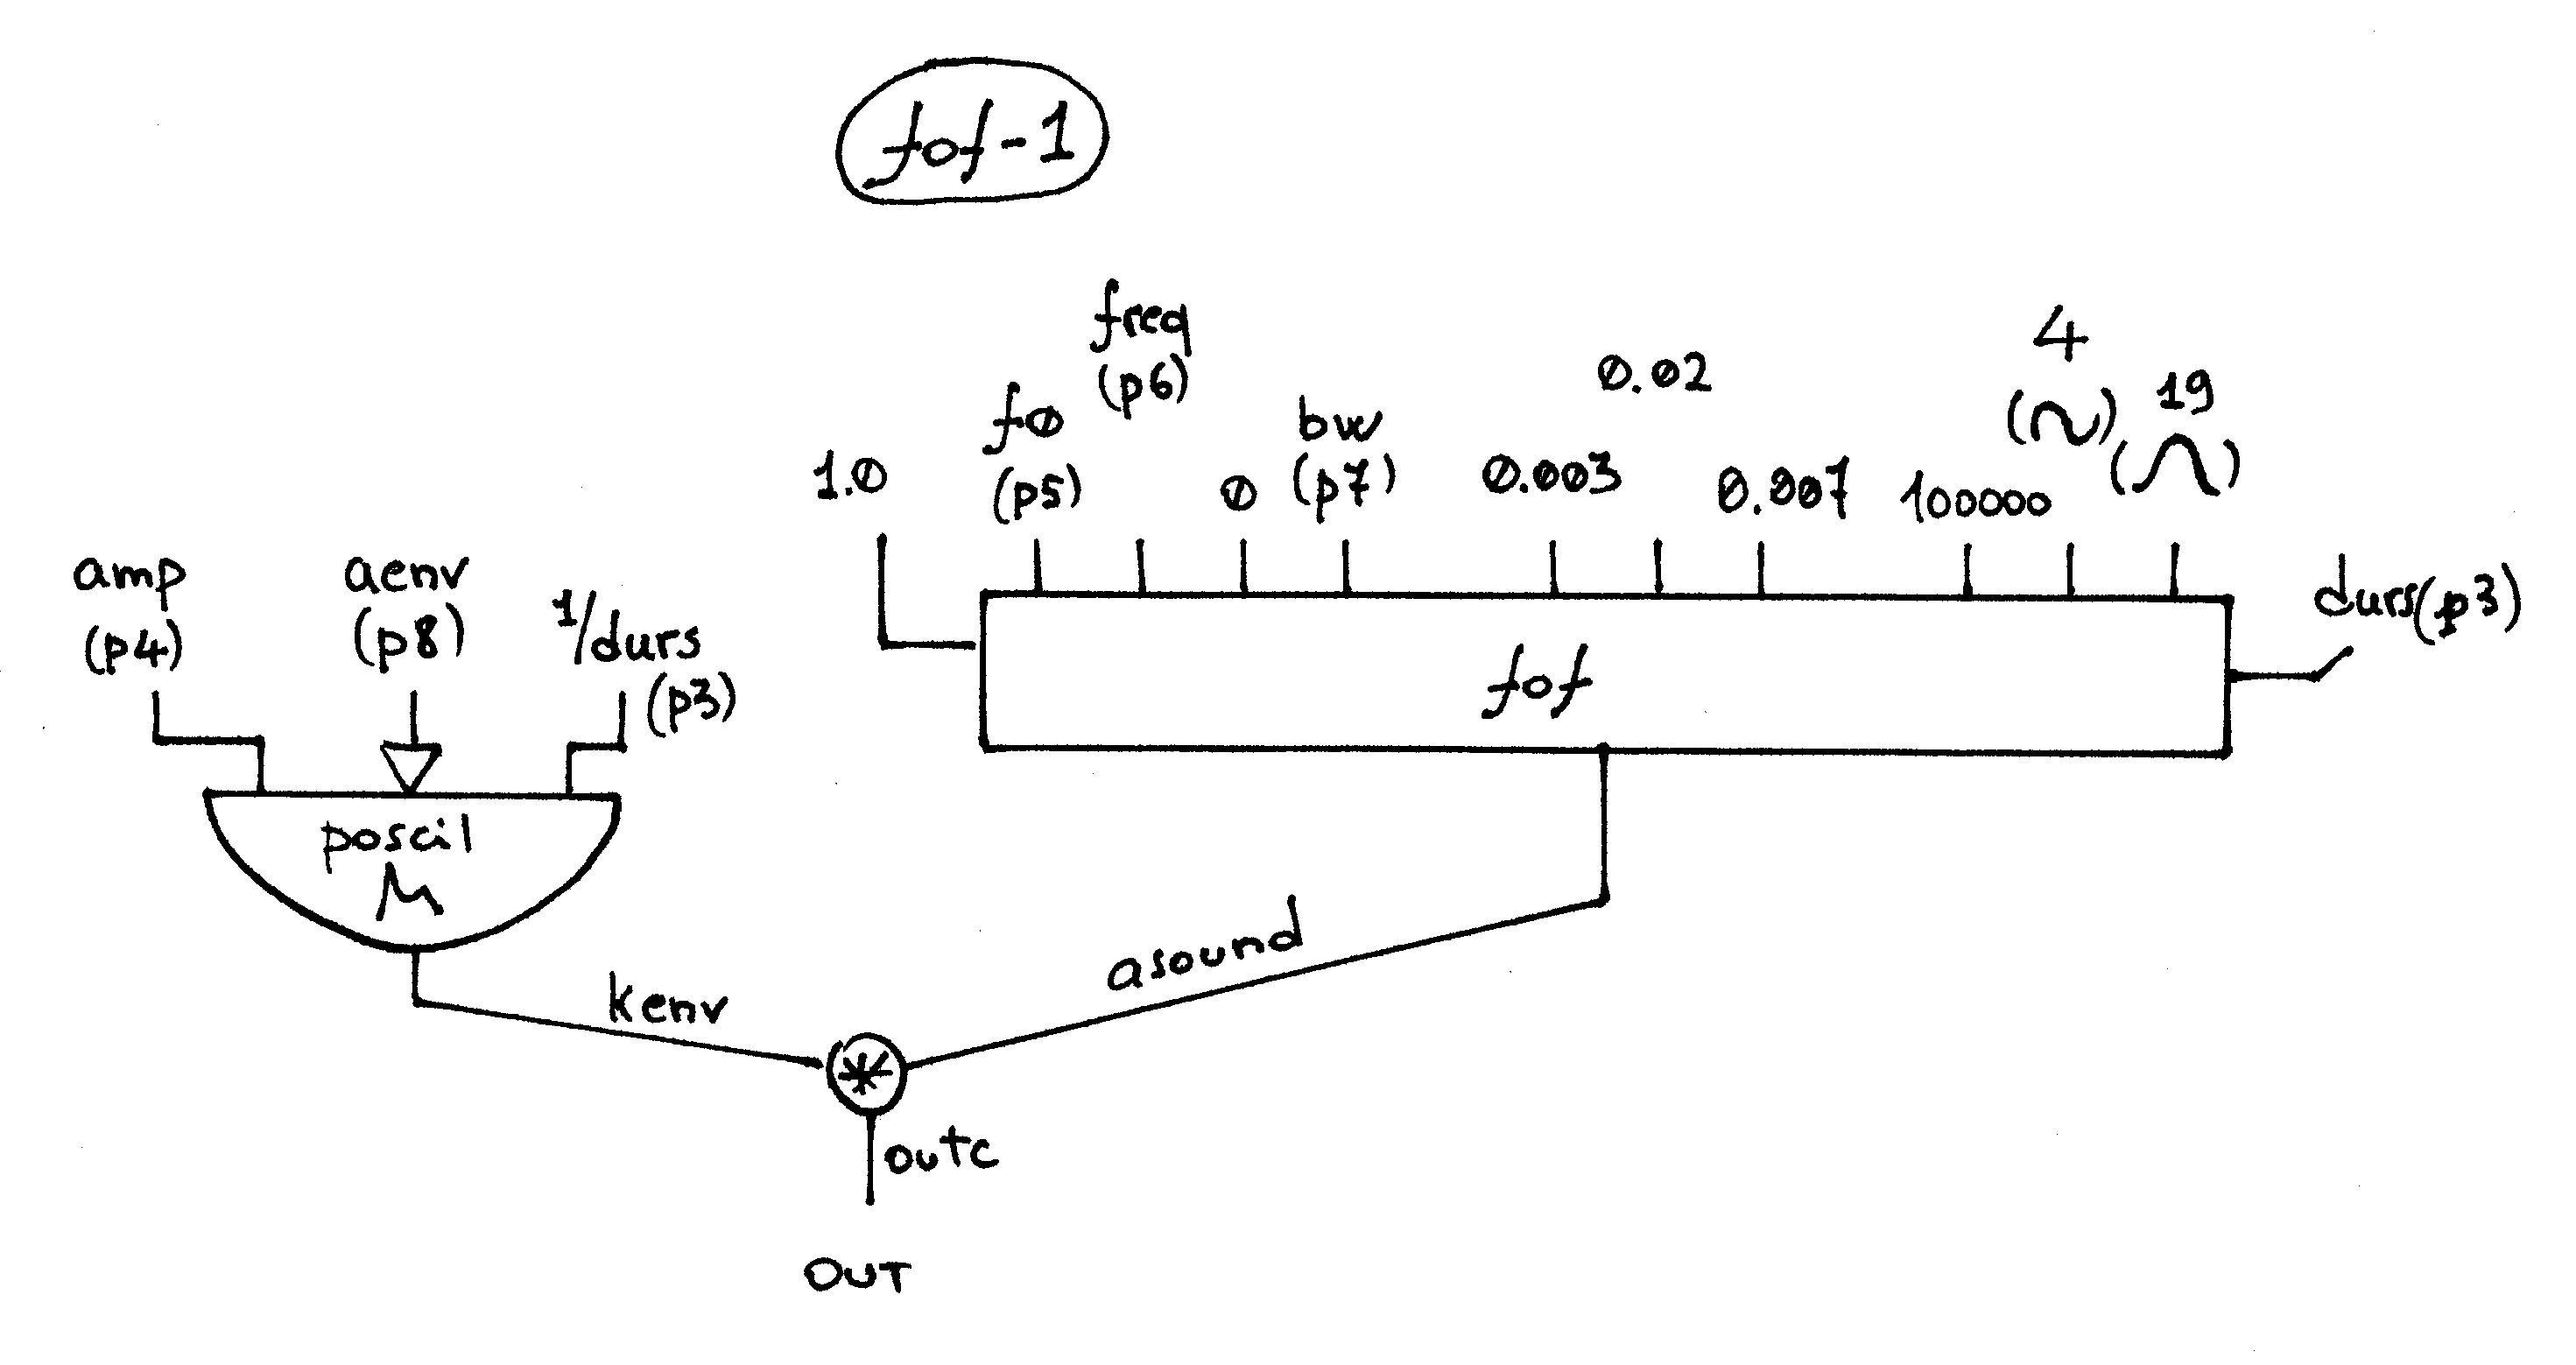 fof-1
freq
(p6)
4
(~)
0.02
f0
(p5)
bw
(p7)
19
1.0
0
0.003
0.007
100000
amp
(p4)
aenv
(p8)
1/durs
(p3)
durs(p3)
fof
poscil
kenv
asound
*
outc
OUT